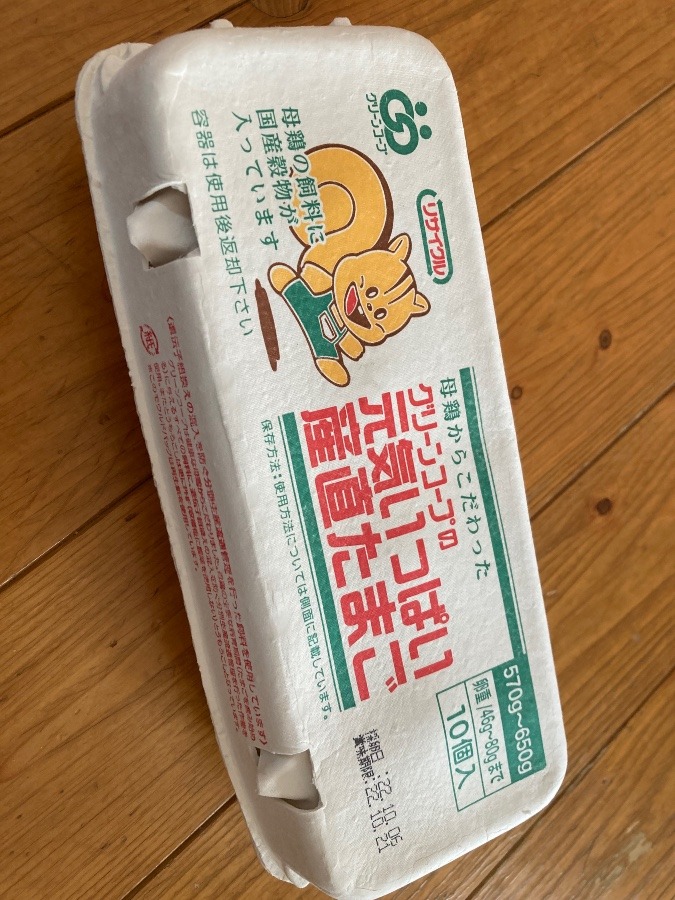 グリーンコープ
リサイクル
母鶏の飼料に
国産穀物が
入っています
容器は使用後返却下さい
母鶏からこだわった
グリーンコープの
元気いっぱい
産直たまご
保存方法:使用方法については側面に記載しています。
570g~650g
卵重/46g~80gまで
10個入
採卵日:22.10.06
賞味期限:22.10.21
紙